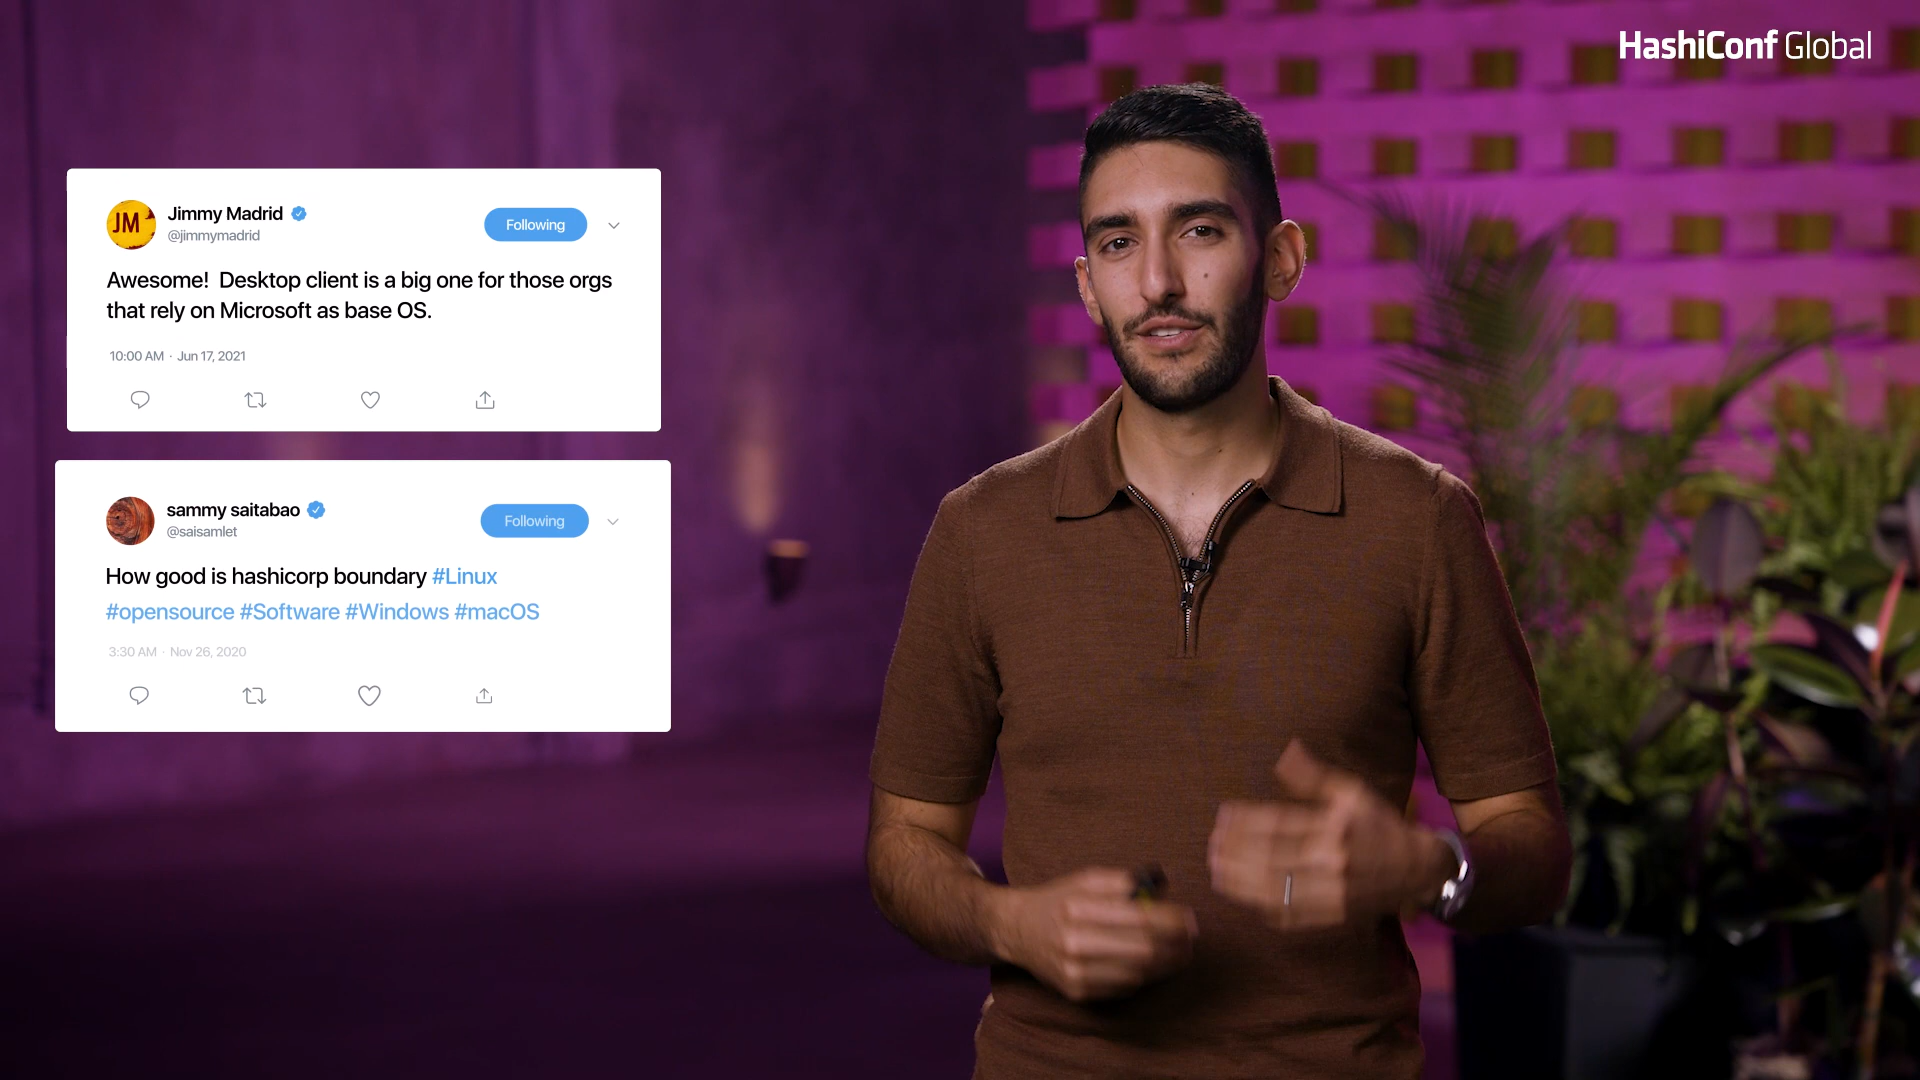 HashiConf Global
JM
Jimmy Madrid
@jimmymadrid
Following
Awesome!  Desktop client is a big one for those orgs
that rely on Microsoft as base OS.
10:00 AM · Jun 17, 2021
sammy saitabao
@saisamlet
Following
How good is hashicorp boundary #Linux
#opensource #Software #Windows #macOS
3:30 AM · Nov 26, 2020